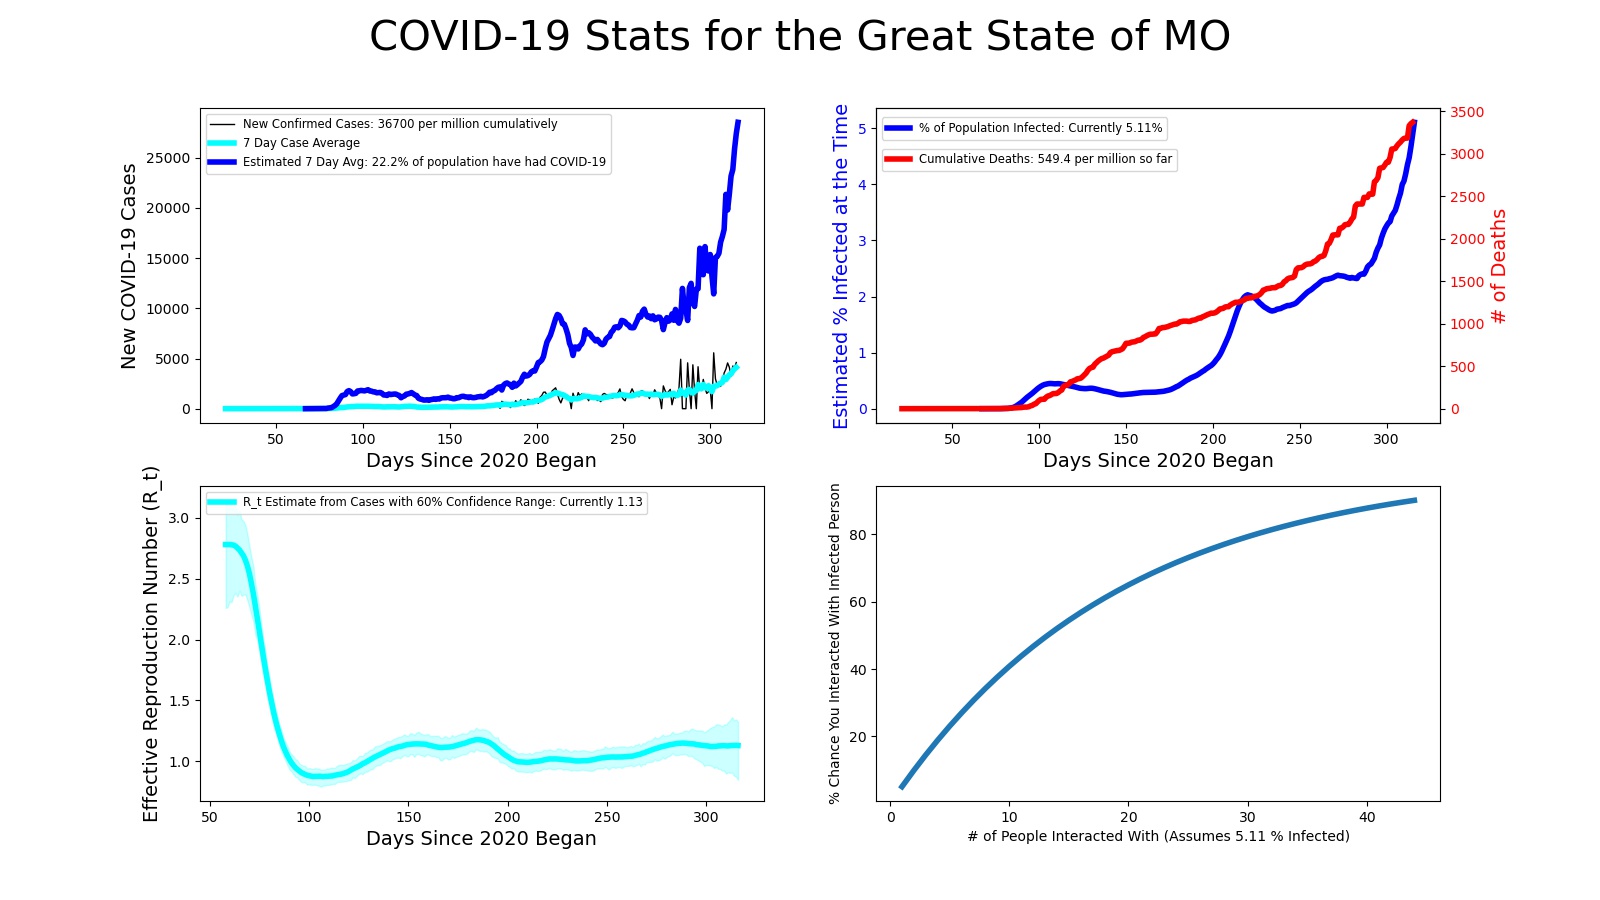 COVID-19 Stats for the Great State of MO
New COVID-19 Cases
25000
20000
15000
10000
5000
0
New Confirmed Cases: 36700 per million cumulatively
7 Day Case Average
Estimated 7 Day Avg: 22.2% of population have had COVID-19
50 100 150 200 250 300
Days Since 2020 Began
Estimated % Infected at the Time
5
4
3
2
1
0
% of Population Infected: Currently 5.11%
Cumulative Deaths: 549.4 per million so far
3500
3000
2500
2000
1500
1000
500
0
# of Deaths
50 100 150 200 250 300
Days Since 2020 Began
Effective Reproduction Number (R_t)
3.0
2.5
2.0
1.5
1.0
R_t Estimate from Cases with 60% Confidence Range: Currently 1.13
50 100 150 200 250 300
Days Since 2020 Began
% Chance You Interacted With Infected Person
80
60
40
20
0 10 20 30 40
# of People Interacted With (Assumes 5.11 % Infected)